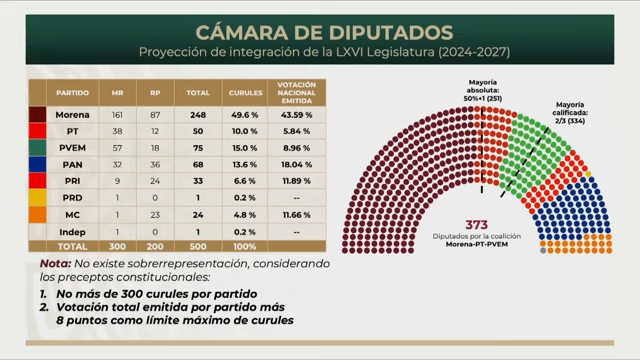 CÁMARA DE DIPUTADOS
Proyección de integración de la LXVI Legislatura (2024-2027)
PARTIDO MR RP TOTAL CURULES VOTACIÓN NACIONAL EMITIDA
Morena 161 87 248 49.6 % 43.59 %
PT 38 12 50 10.0 % 5.84 %
PVEM 57 18 75 15.0 % 8.96 %
PAN 32 36 68 13.6 % 18.04 %
PRI 9 24 33 6.6 % 11.89 %
PRD 1 0 1 0.2 % --
MC 1 23 24 4.8 % 11.66 %
Indep 1 0 1 0.2 % --
TOTAL 300 200 500 100%
Nota: No existe sobrerrepresentación, considerando
los preceptos constitucionales:
1. No más de 300 curules por partido
2. Votación total emitida por partido más
8 puntos como límite máximo de curules
Mayoría
absoluta:
50%+1 (251)
Mayoría
calificada:
2/3 (334)
373
Diputados por la coalición
Morena-PT-PVEM